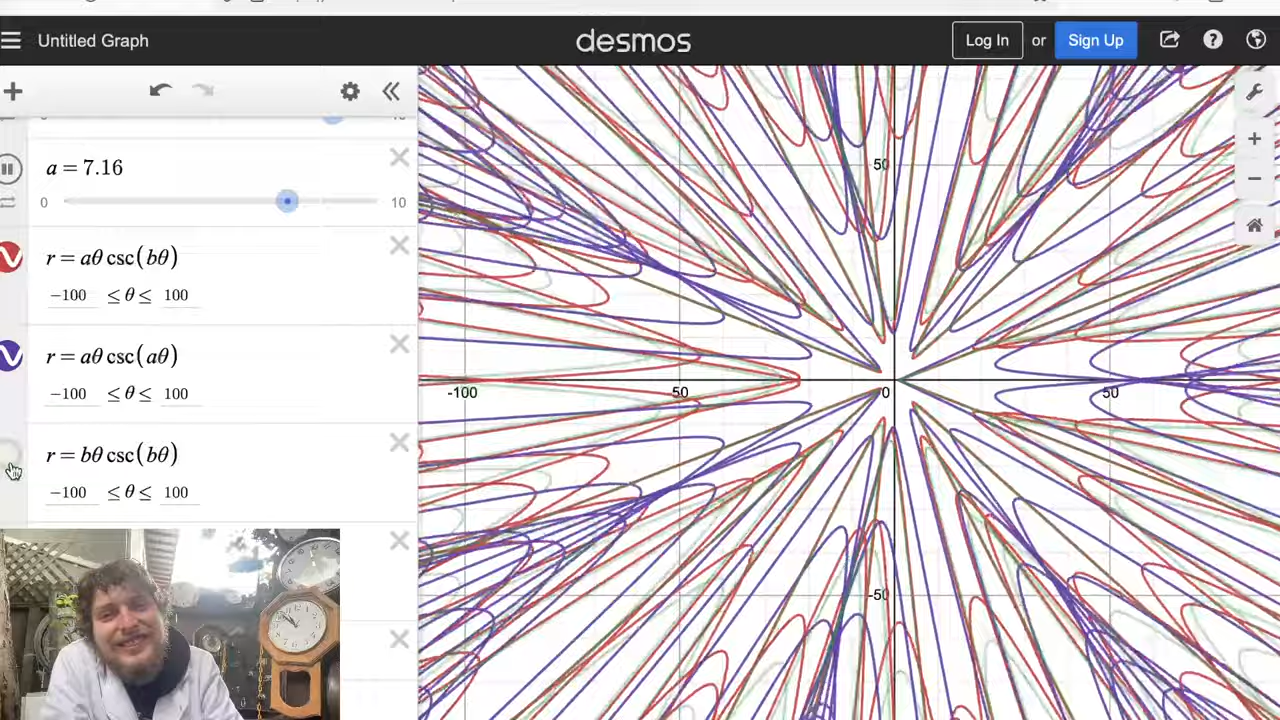 Untitled Graph
desmos
Log In or Sign Up
a = 7.16
0 10
r = aθ csc(bθ)
−100 ≤ θ ≤ 100
r = aθ csc(aθ)
−100 ≤ θ ≤ 100
r = bθ csc(bθ)
−100 ≤ θ ≤ 100
50
-100 -50 0 50
-50